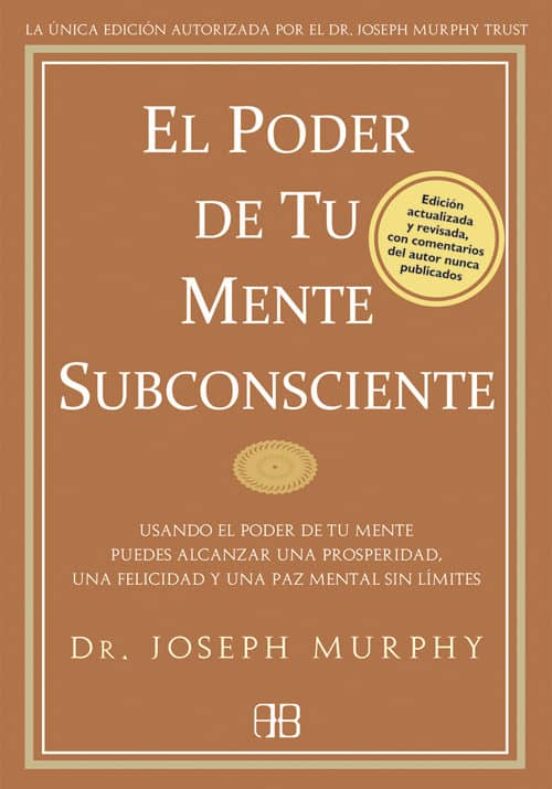 LA ÚNICA EDICIÓN AUTORIZADA POR EL DR. JOSEPH MURPHY TRUST
EL PODER
DE TU
MENTE
SUBCONSCIENTE
Edición
actualizada
y revisada,
con comentarios
del autor nunca
publicados
USANDO EL PODER DE TU MENTE
PUEDES ALCANZAR UNA PROSPERIDAD,
UNA FELICIDAD Y UNA PAZ MENTAL SIN LÍMITES
DR. JOSEPH MURPHY
AB